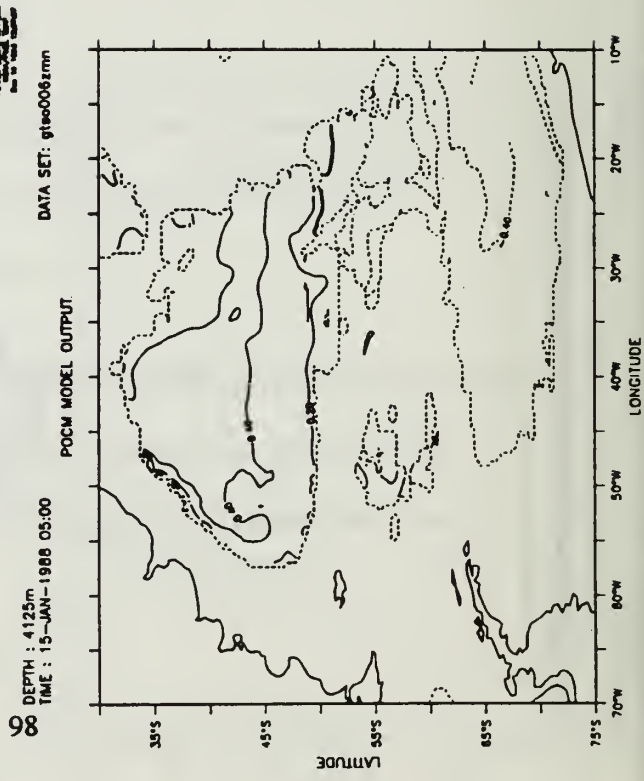 98
DEPTH : 4125m
TIME : 15-JAN-1988 05:00
POCM MODEL OUTPUT
DATA SET: gtso006zmn
LATITUDE
35°S
45°S
55°S
65°S
75°S
70°W
60°W
50°W
40°W
30°W
20°W
10°W
LONGITUDE